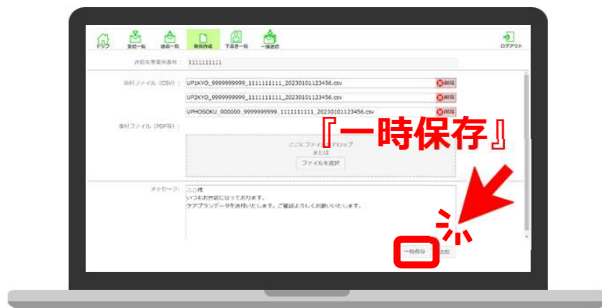 トップ 受信一覧 送信一覧 新規作成 下書き一覧 一括送信 ログアウト
送信先事業所番号: 1111111111
添付ファイル (CSV):
UP1KYO_9999999999_1111111111_20230101123456.csv 削除
UP2KYO_9999999999_1111111111_20230101123456.csv 削除
UPHOSOKU_000000_9999999999_1111111111_20230101123456.csv 削除
添付ファイル (PDF等):
『一時保存』
ここにファイルをドロップ
または
ファイルを選択
メッセージ:
△△様
いつもお世話になっております。
ケアプランデータを送付いたします。ご確認よろしくお願いいたします。
一時保存